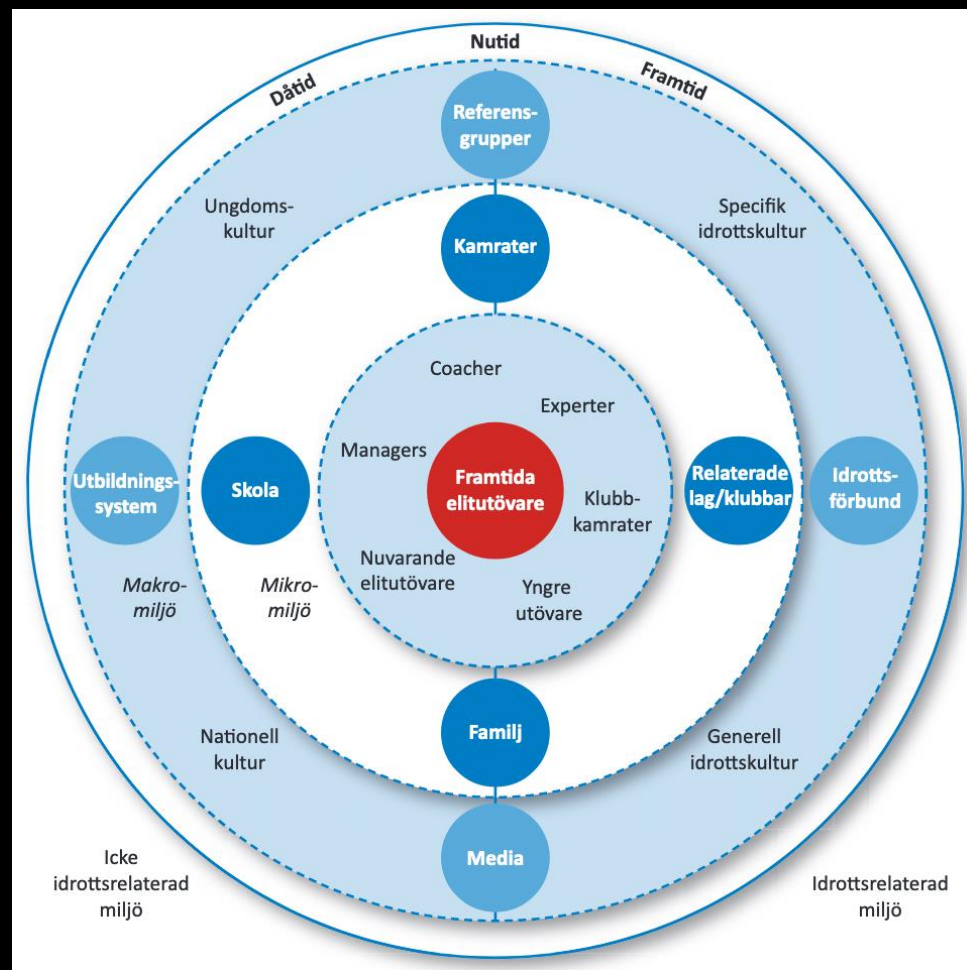 Nutid
Dåtid
Framtid
Referens-
grupper
Ungdoms-
kultur
Specifik
idrottskultur
Kamrater
Coacher
Experter
Managers
Framtida
elitutövare
Klubb-
kamrater
Nuvarande
elitutövare
Yngre
utövare
Utbildnings-
system
Skola
Relaterade
lag/klubbar
Idrotts-
förbund
Makro-
miljö
Mikro-
miljö
Familj
Nationell
kultur
Generell
idrottskultur
Media
Icke
idrottsrelaterad
miljö
Idrottsrelaterad
miljö